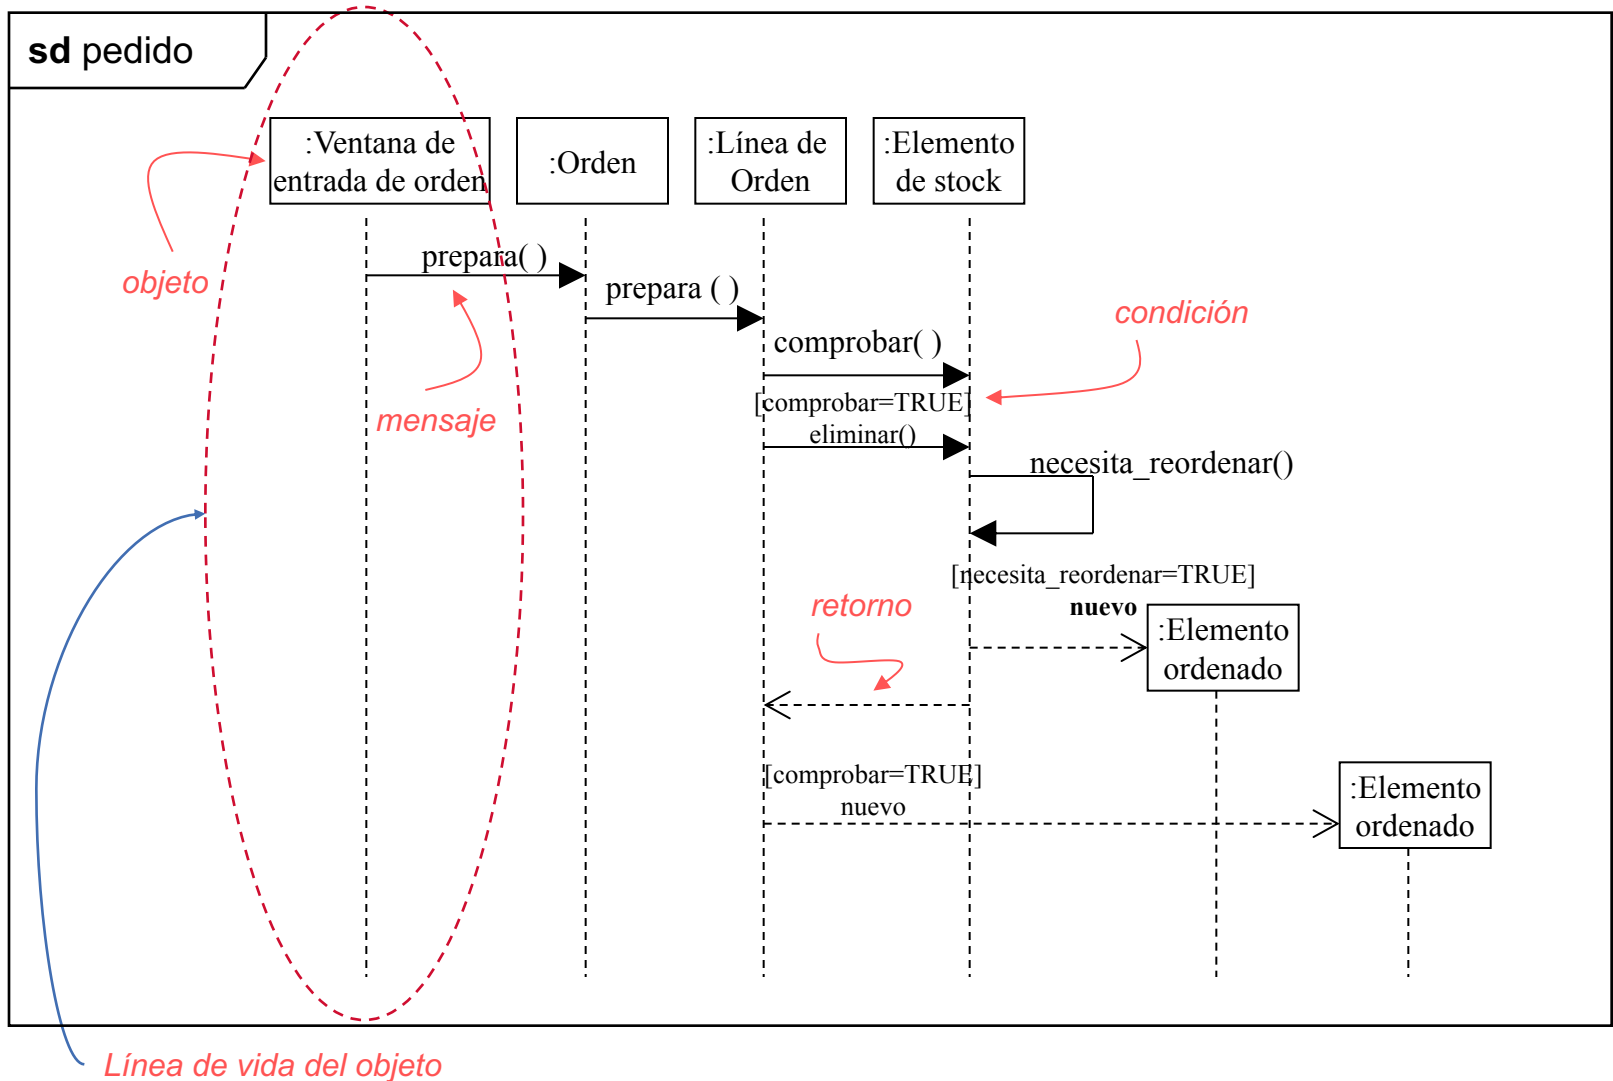 sd pedido
:Ventana de
entrada de orden
:Orden
:Línea de
Orden
:Elemento
de stock
objeto
prepara( )
prepara ( )
condición
comprobar( )
mensaje
[comprobar=TRUE]
eliminar()
necesita_reordenar()
[necesita_reordenar=TRUE]
nuevo
retorno
:Elemento
ordenado
[comprobar=TRUE]
nuevo
:Elemento
ordenado
Línea de vida del objeto